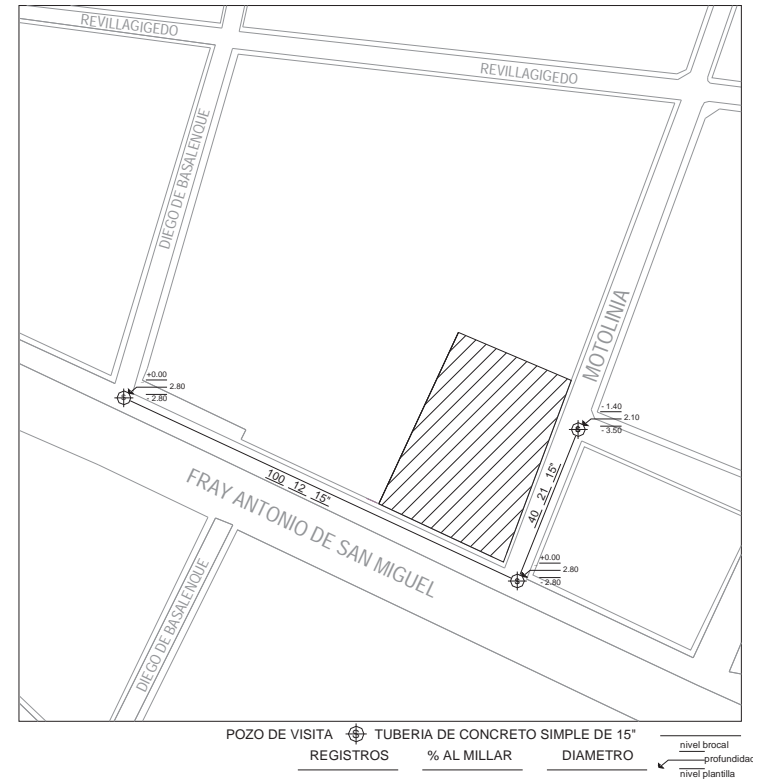 REVILLAGIGEDO
REVILLAGIGEDO
DIEGO DE BASALENQUE
MOTOLINIA
+0.00
2.80
- 2.80
- 1.40
2.10
- 3.50
100 12 15"
40 21 15"
FRAY ANTONIO DE SAN MIGUEL
+0.00
2.80
- 2.80
DIEGO DE BASALENQUE
POZO DE VISITA S TUBERIA DE CONCRETO SIMPLE DE 15"
REGISTROS % AL MILLAR DIAMETRO
nivel brocal
profundidad
nivel plantilla